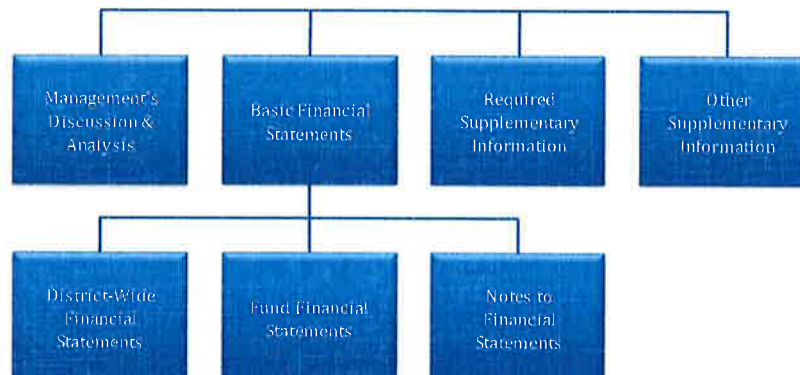 Management's
Discussion &
Analysis
Basic Financial
Statements
Required
Supplementary
Information
Other
Supplementary
Information
District-Wide
Financial
Statements
Fund Financial
Statements
Notes to
Financial
Statements